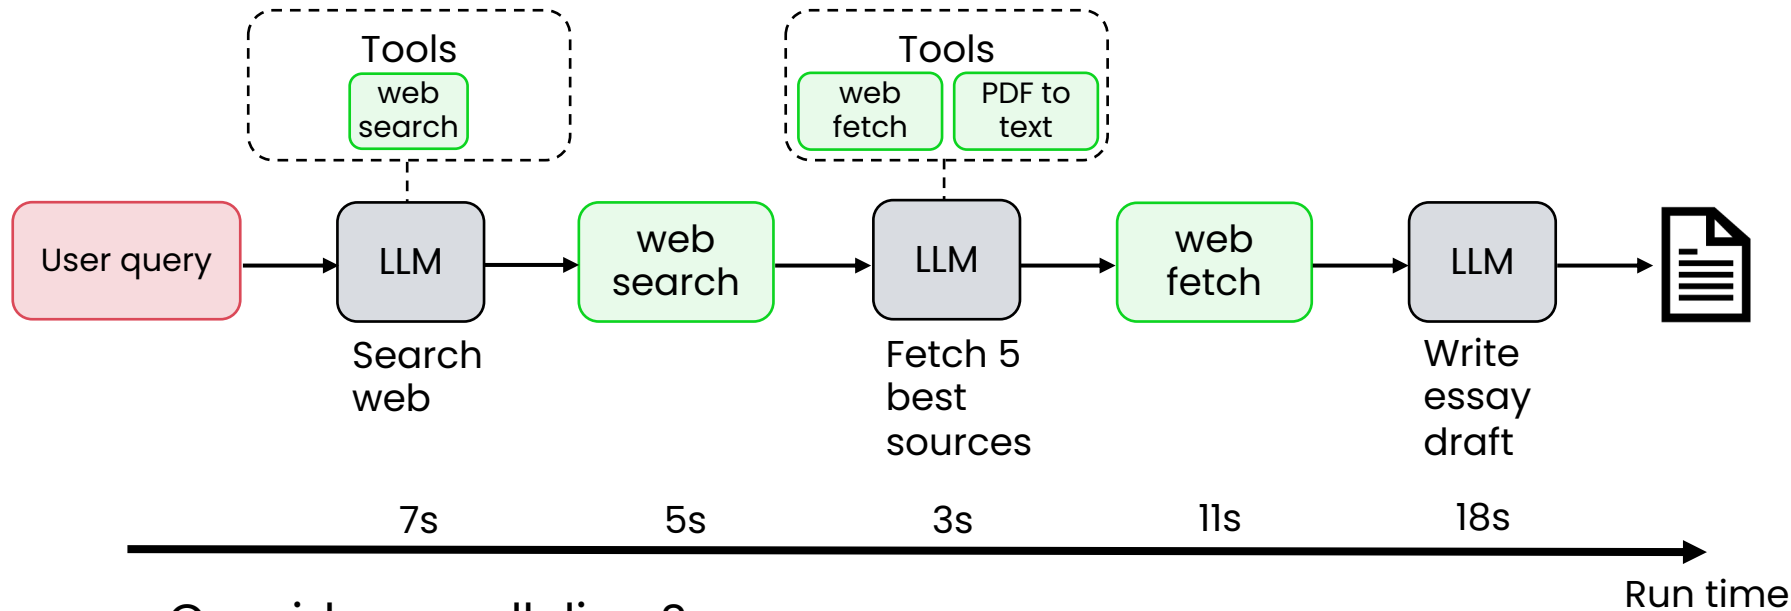 Tools
web
search
Tools
web
fetch
PDF to
text
User query
LLM
web
search
LLM
web
fetch
LLM
Search
web
Fetch 5
best
sources
Write
essay
draft
7s
5s
3s
11s
18s
Run time